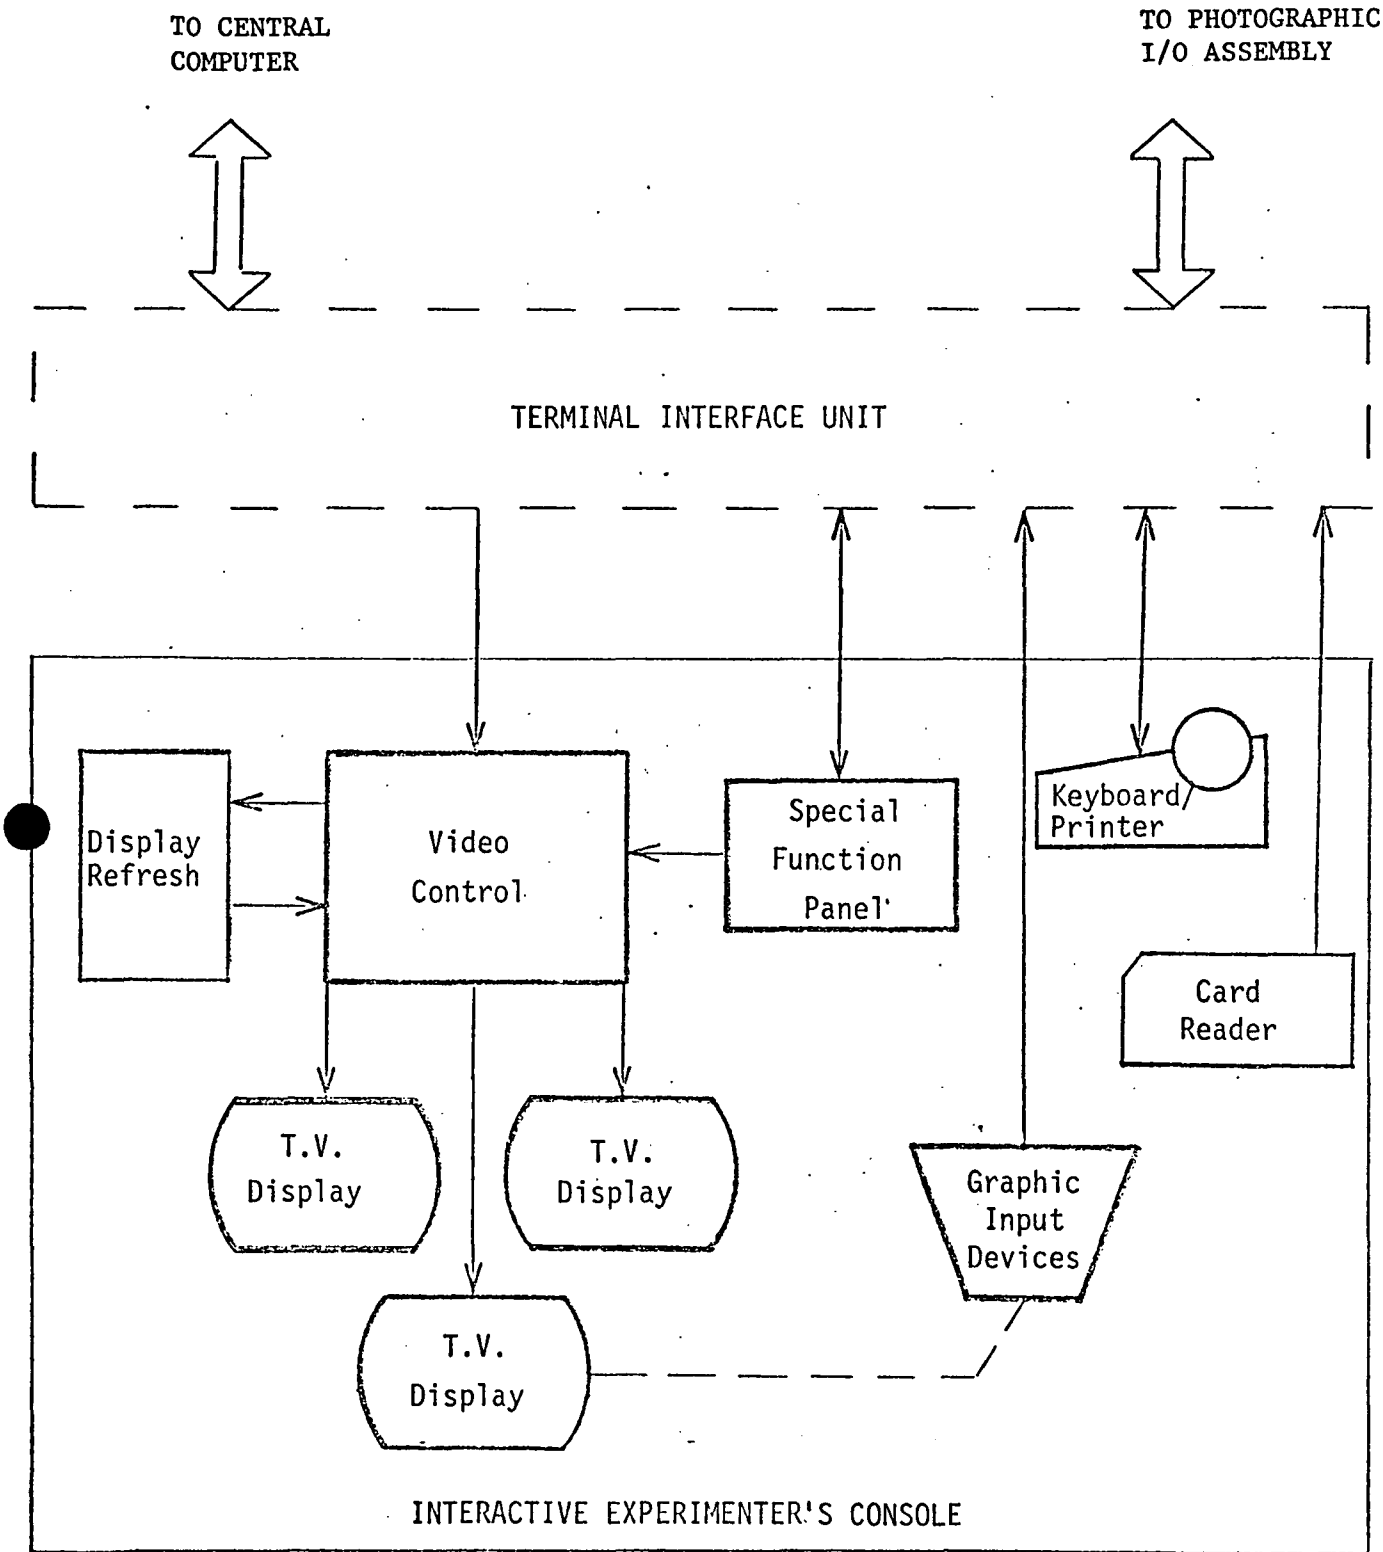 TO CENTRAL
COMPUTER
TO PHOTOGRAPHIC
I/O ASSEMBLY
TERMINAL INTERFACE UNIT
Display
Refresh
Video
Control
Special
Function
Panel
Keyboard/
Printer
Card
Reader
T.V.
Display
T.V.
Display
Graphic
Input
Devices
T.V.
Display
INTERACTIVE EXPERIMENTER'S CONSOLE